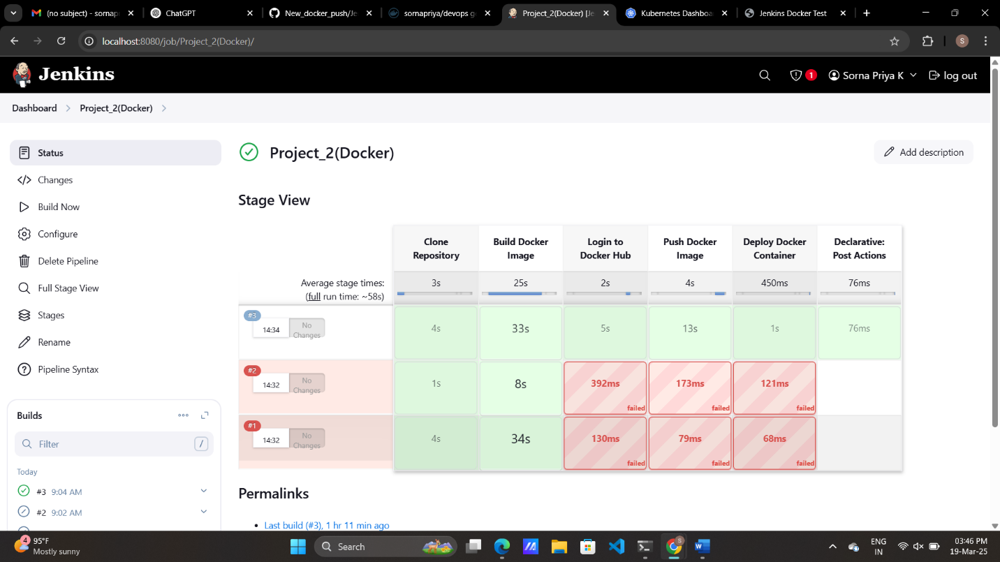 (no subject) - sornapi
ChatGPT
New_docker_push/Je
sornapriya/devops ge
Project_2(Docker) [Je
Kubernetes Dashboa
Jenkins Docker Test
localhost:8080/job/Project_2(Docker)/
S
Jenkins
1
Sorna Priya K
log out
Dashboard
Project_2(Docker)
Status
Changes
Build Now
Configure
Delete Pipeline
Full Stage View
Stages
Rename
Pipeline Syntax
Builds
Filter
/
Today
#3 9:04 AM
#2 9:02 AM
Project_2(Docker)
Add description
Stage View
Clone Repository
Build Docker Image
Login to Docker Hub
Push Docker Image
Deploy Docker Container
Declarative: Post Actions
Average stage times:
(full run time: ~58s)
3s 25s 2s 4s 450ms 76ms
#3
14:34
No Changes
4s 33s 5s 13s 1s 76ms
#2
14:32
No Changes
1s 8s 392ms 173ms 121ms
failed failed failed
#1
14:32
No Changes
4s 34s 130ms 79ms 68ms
failed failed failed
Permalinks
Last build (#3), 1 hr 11 min ago
4
95°F
Mostly sunny
Search
S
ENG
IN
03:46 PM
19-Mar-25